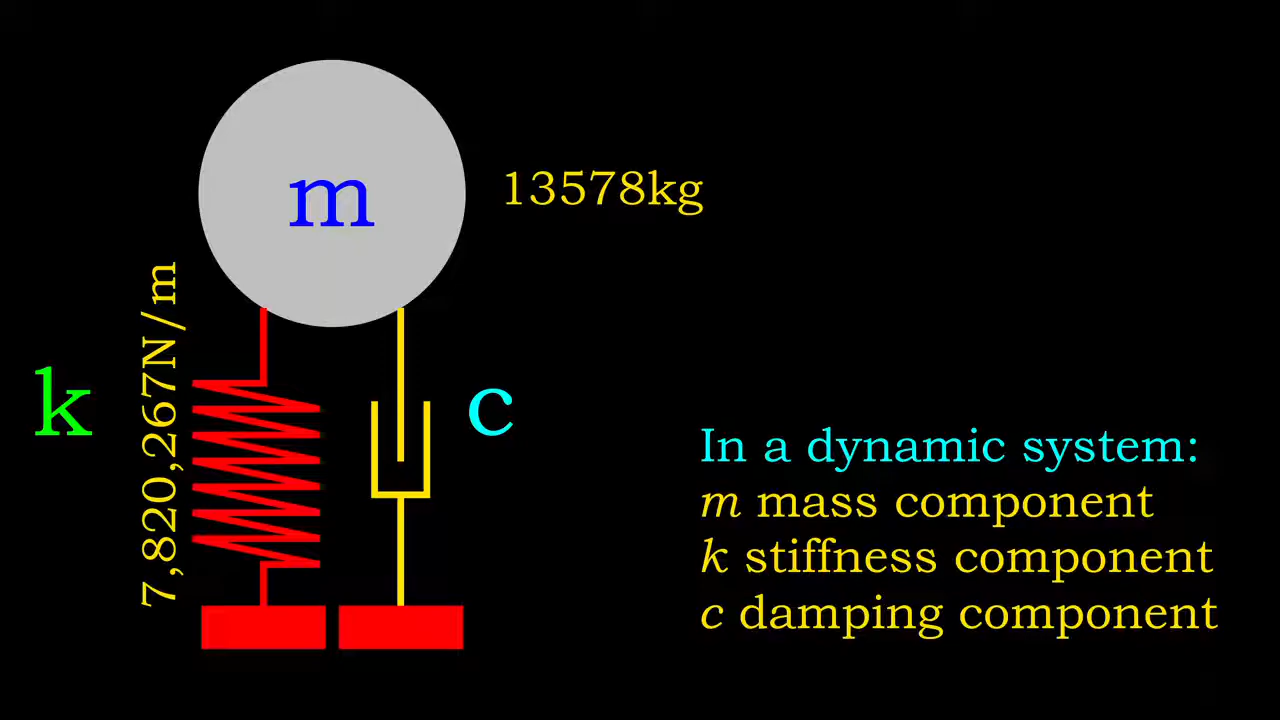 m
13578kg
k
7,820,267N/m
c
In a dynamic system:
m mass component
k stiffness component
c damping component